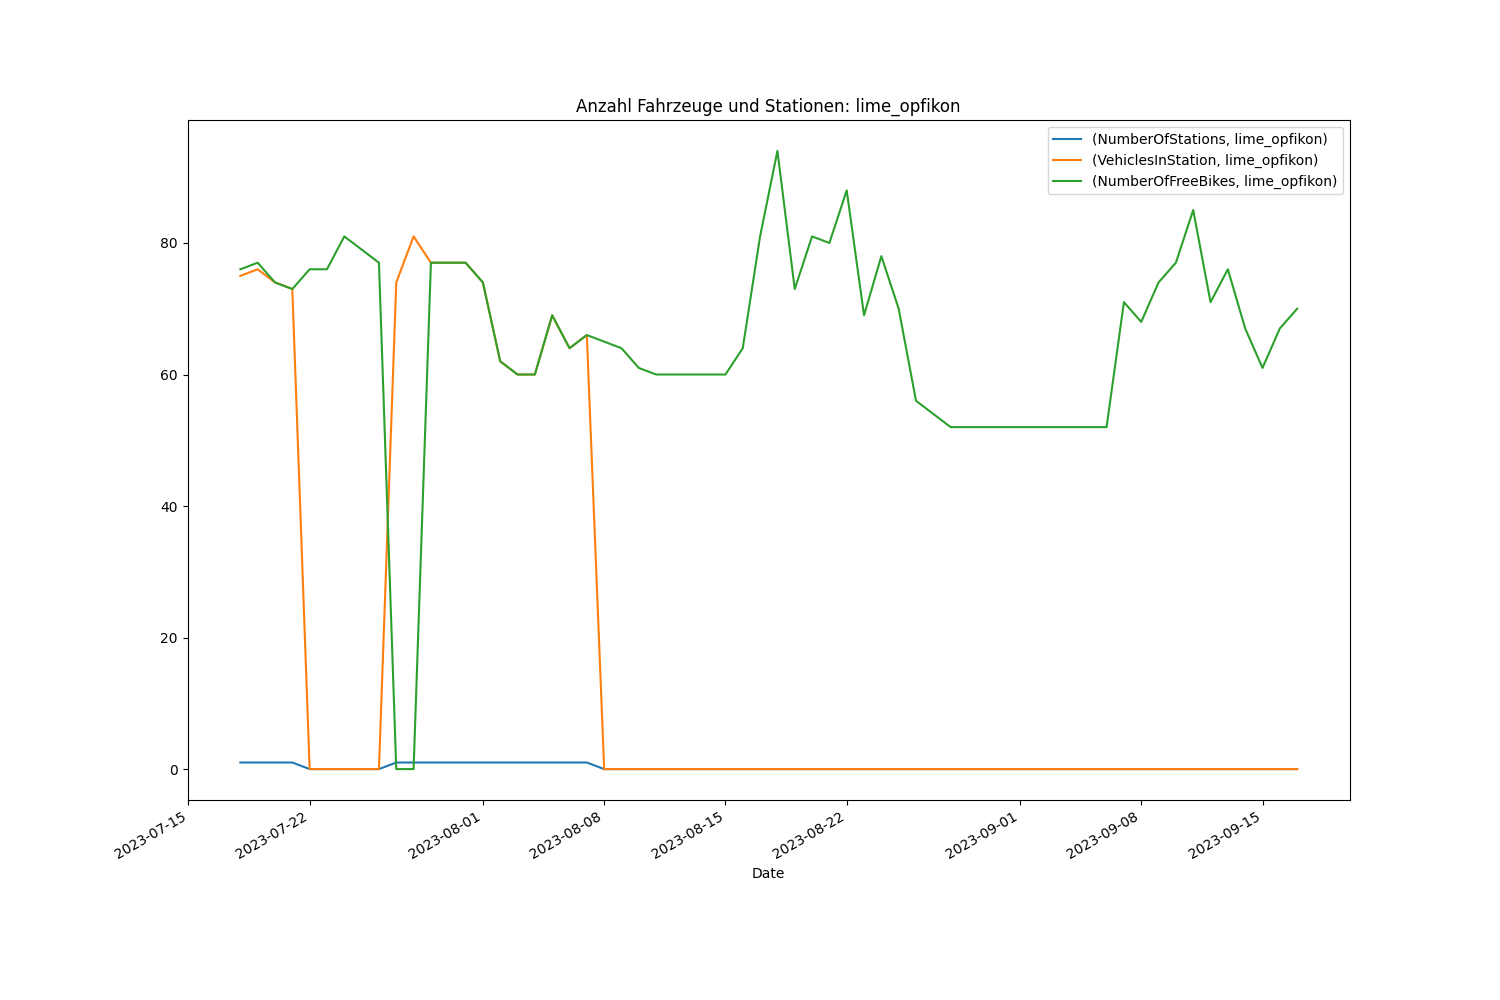 Anzahl Fahrzeuge und Stationen: lime_opfikon
(NumberOfStations, lime_opfikon)
(VehiclesInStation, lime_opfikon)
(NumberOfFreeBikes, lime_opfikon)
80
60
40
20
0
2023-07-15
2023-07-22
2023-08-01
2023-08-08
2023-08-15
2023-08-22
2023-09-01
2023-09-08
2023-09-15
Date